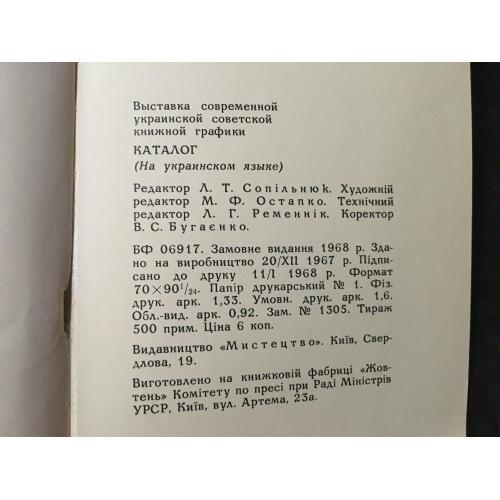 Выставка современной
украинской советской
книжной графики
КАТАЛОГ
(На украинском языке)
Редактор Л. Т. Сопільнюк. Художній
редактор М. Ф. Остапко. Технічний
редактор Л. Г. Ременнік. Коректор
В. С. Бугаєнко.
БФ 06917. Замовне видання 1968 р. Зда-
но на виробництво 20/XII 1967 р. Підпи-
сано до друку 11/I 1968 р. Формат
70×90¹/₂₄. Папір друкарський № 1. Фіз.
друк. арк. 1,33. Умовн. друк. арк. 1,6.
Обл.-вид. арк. 0,92. Зам. № 1305. Тираж
500 прим. Ціна 6 коп.
Видавництво «Мистецтво». Київ, Сверд-
лова, 19.
Виготовлено на книжковій фабриці «Жов-
тень» Комітету по пресі при Раді Міністрів
УРСР, Київ, вул. Артема, 23а.